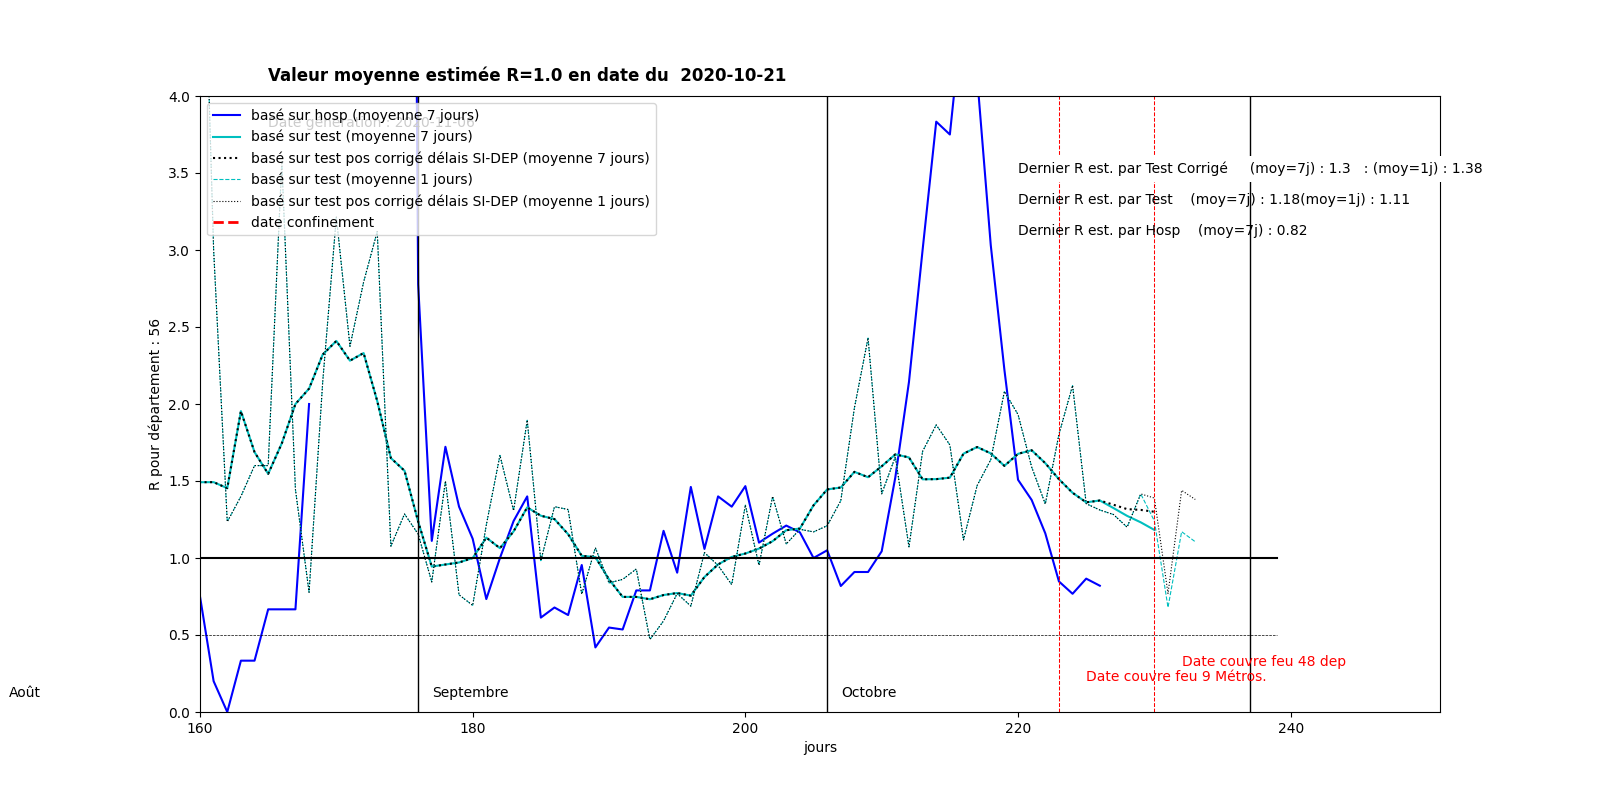 Valeur moyenne estimée R=1.0 en date du  2020-10-21
Date génération : 2020-11-06
basé sur hosp (moyenne 7 jours)
basé sur test (moyenne 7 jours)
basé sur test pos corrigé délais SI-DEP (moyenne 7 jours)
basé sur test (moyenne 1 jours)
basé sur test pos corrigé délais SI-DEP (moyenne 1 jours)
date confinement
Dernier R est. par Test Corrigé     (moy=7j) : 1.3   : (moy=1j) : 1.38
Dernier R est. par Test    (moy=7j) : 1.18(moy=1j) : 1.11
Dernier R est. par Hosp    (moy=7j) : 0.82
4.0
3.5
3.0
2.5
2.0
1.5
1.0
0.5
0.0
R pour département : 56
Date couvre feu 48 dep
Date couvre feu 9 Métros.
Août
Septembre
Octobre
160
180
200
220
240
jours